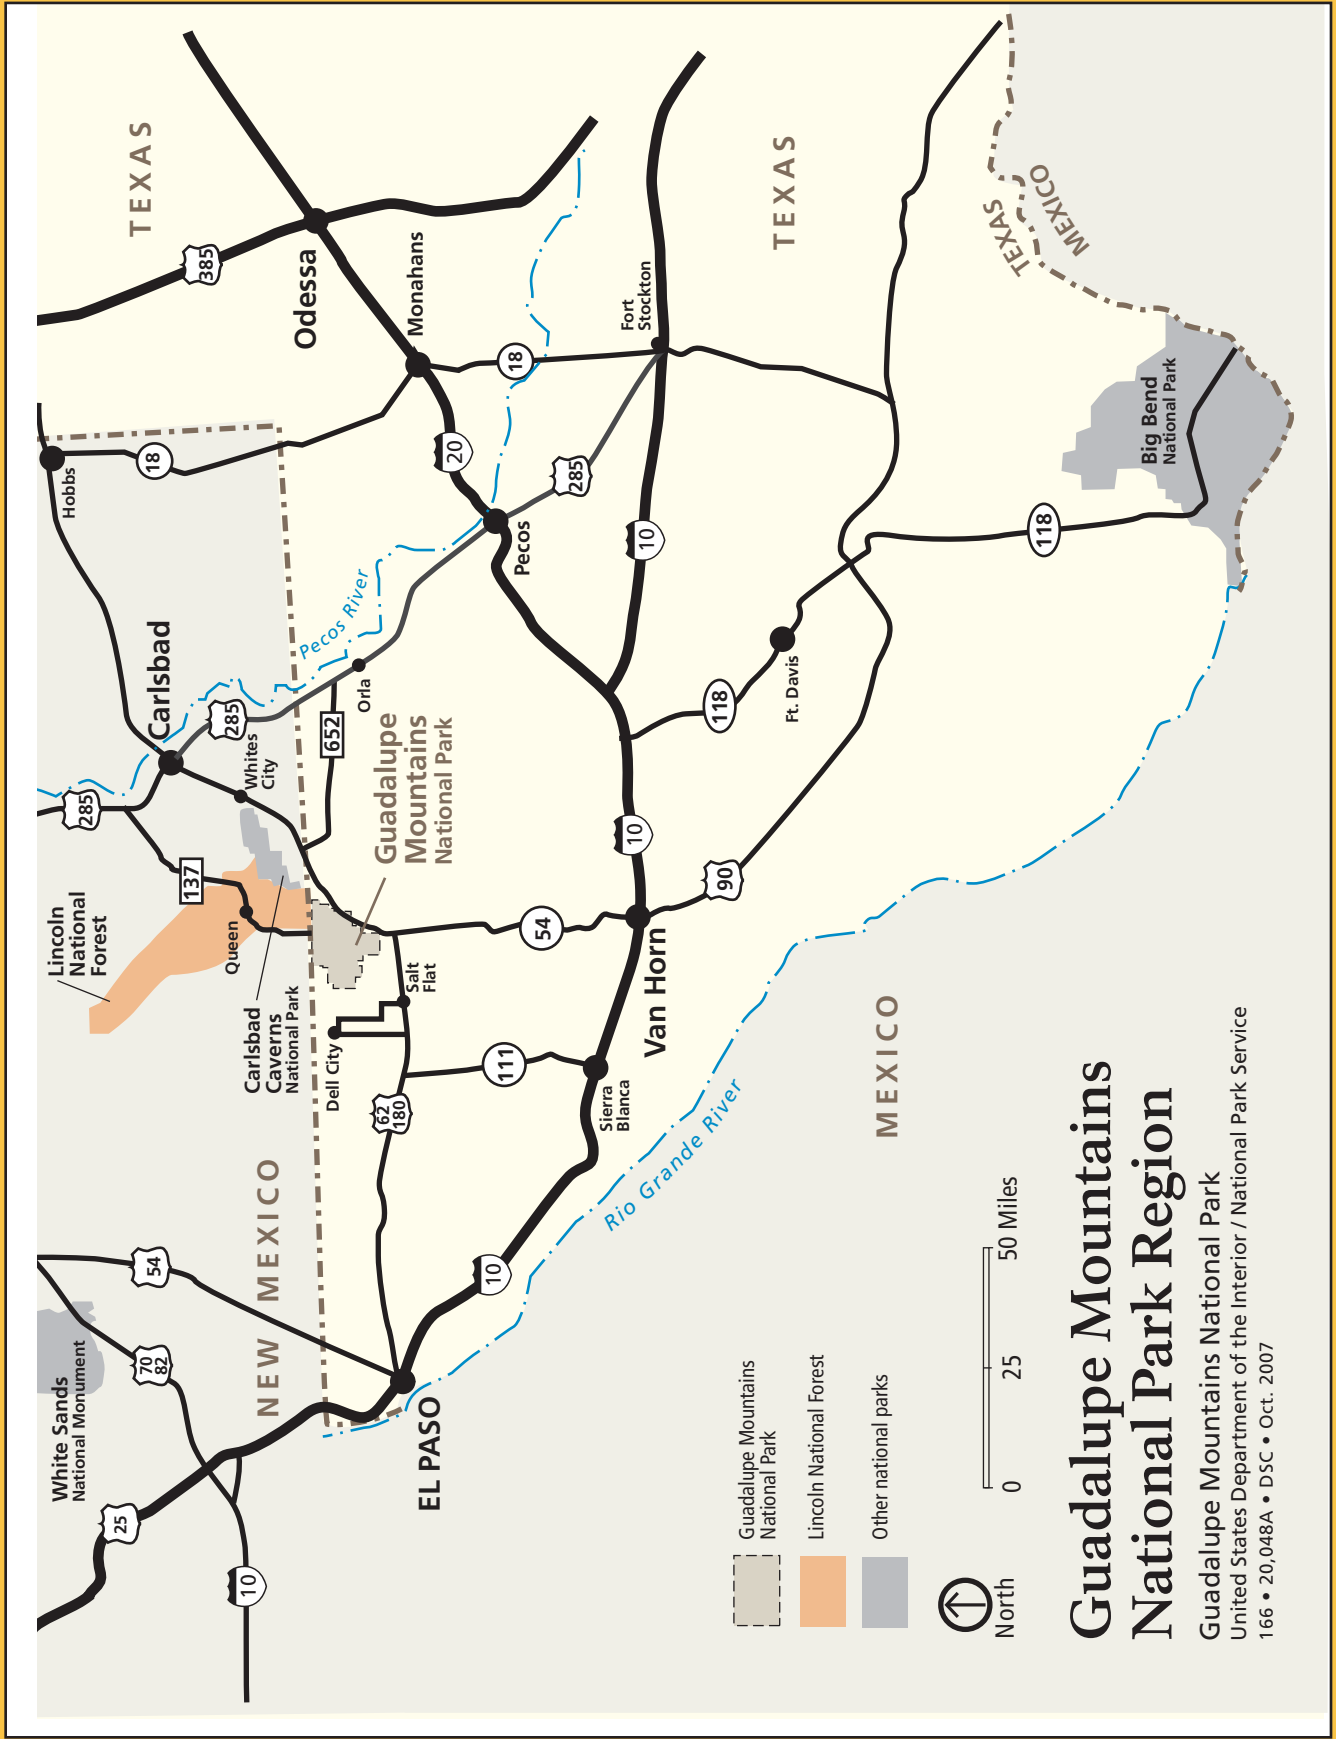 TEXAS
385
Odessa
Monahans
Fort
Stockton
TEXAS
TEXAS
MEXICO
18
18
Hobbs
20
Pecos
285
10
Big Bend
National Park
118
Pecos River
Carlsbad
285
Orla
652
Whites
City
285
118
Ft. Davis
Guadalupe
Mountains
National Park
10
90
137
Lincoln
National
Forest
Queen
54
Van Horn
Salt
Flat
Carlsbad
Caverns
National Park
Dell City
111
62
180
Sierra
Blanca
Rio Grande River
MEXICO
NEW MEXICO
54
70
82
10
White Sands
National Monument
25
10
EL PASO
Guadalupe Mountains
National Park
Lincoln National Forest
Other national parks
North
0
25
50 Miles
Guadalupe Mountains
National Park Region
Guadalupe Mountains National Park
United States Department of the Interior / National Park Service
166 • 20,048A • DSC • Oct. 2007